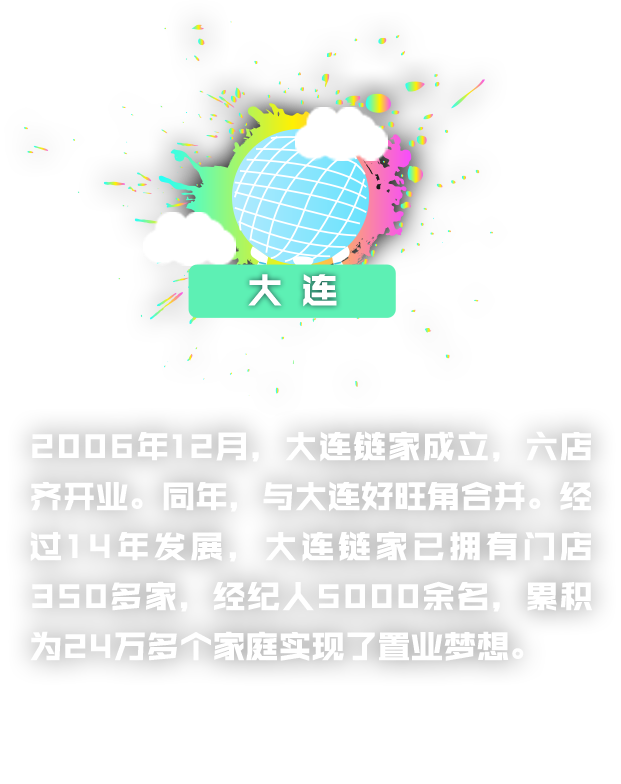 大连
2006年12月，大连链家成立，六店
齐开业。同年，与大连好旺角合并。经
过14年发展，大连链家已拥有门店
350多家，经纪人5000余名，累积
为24万多个家庭实现了置业梦想。